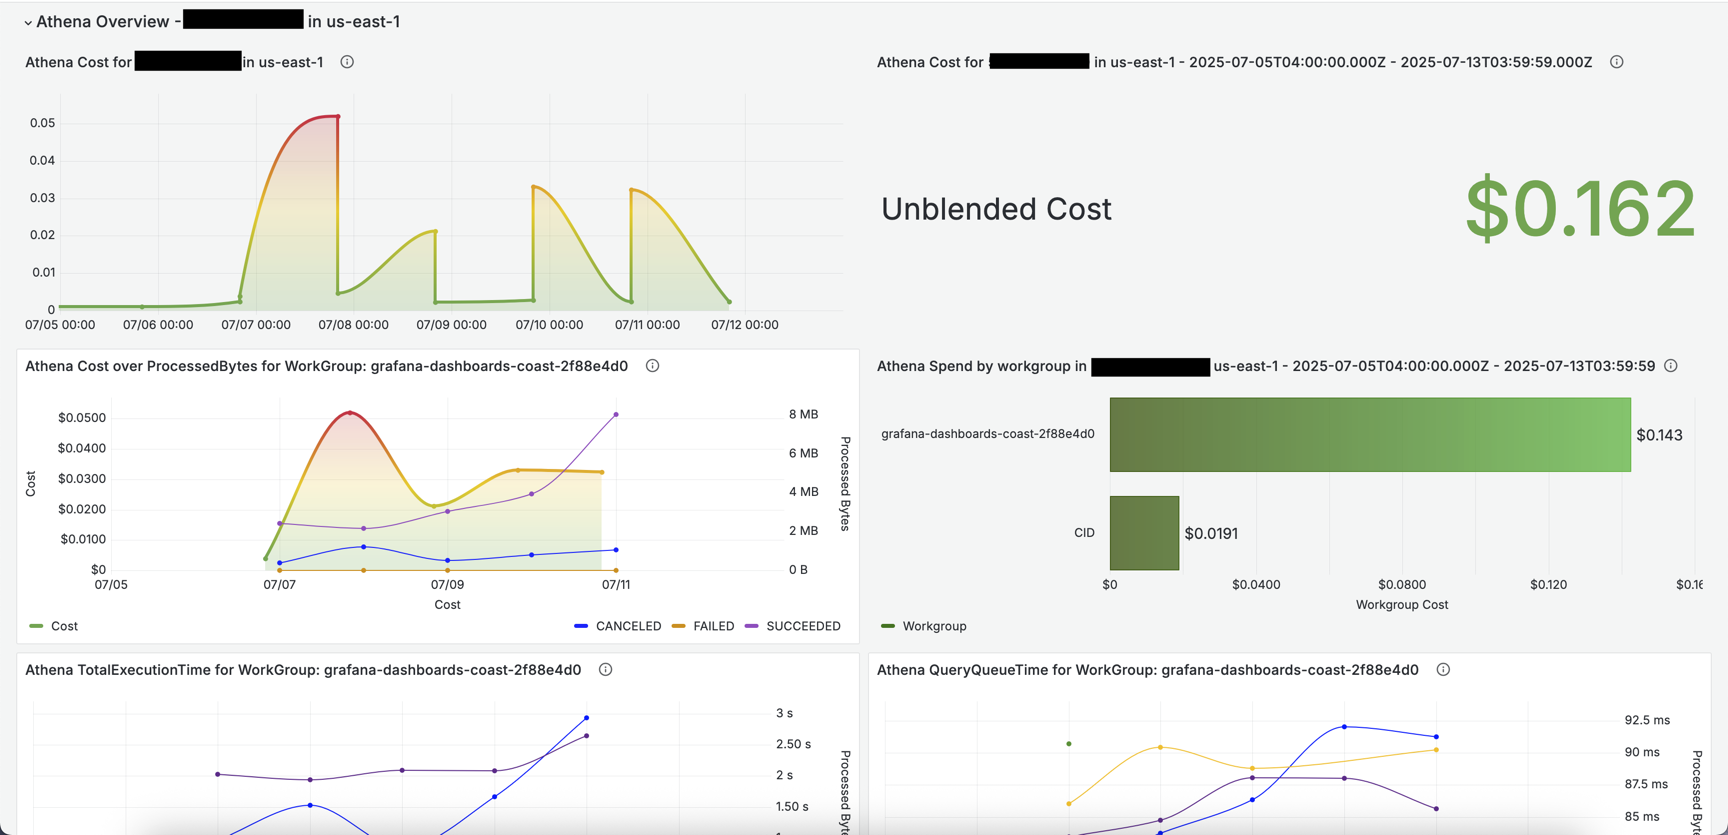 Athena Overview - in us-east-1
Athena Cost for in us-east-1
0.05
0.04
0.03
0.02
0.01
0
07/05 00:00 07/06 00:00 07/07 00:00 07/08 00:00 07/09 00:00 07/10 00:00 07/11 00:00 07/12 00:00
Athena Cost for in us-east-1 - 2025-07-05T04:00:00.000Z - 2025-07-13T03:59:59.000Z
Unblended Cost
$0.162
Athena Cost over ProcessedBytes for WorkGroup: grafana-dashboards-coast-2f88e4d0
Cost
$0.0500
$0.0400
$0.0300
$0.0200
$0.0100
$0
8 MB
6 MB
4 MB
2 MB
0 B
Processed Bytes
07/05 07/07 07/09 07/11
Cost
Cost
CANCELED FAILED SUCCEEDED
Athena Spend by workgroup in us-east-1 - 2025-07-05T04:00:00.000Z - 2025-07-13T03:59:59
grafana-dashboards-coast-2f88e4d0
$0.143
CID
$0.0191
$0 $0.0400 $0.0800 $0.120
Workgroup Cost
Workgroup
Athena TotalExecutionTime for WorkGroup: grafana-dashboards-coast-2f88e4d0
3 s
2.50 s
2 s
1.50 s
Processed Byte
Athena QueryQueueTime for WorkGroup: grafana-dashboards-coast-2f88e4d0
92.5 ms
90 ms
87.5 ms
85 ms
Processed Byt